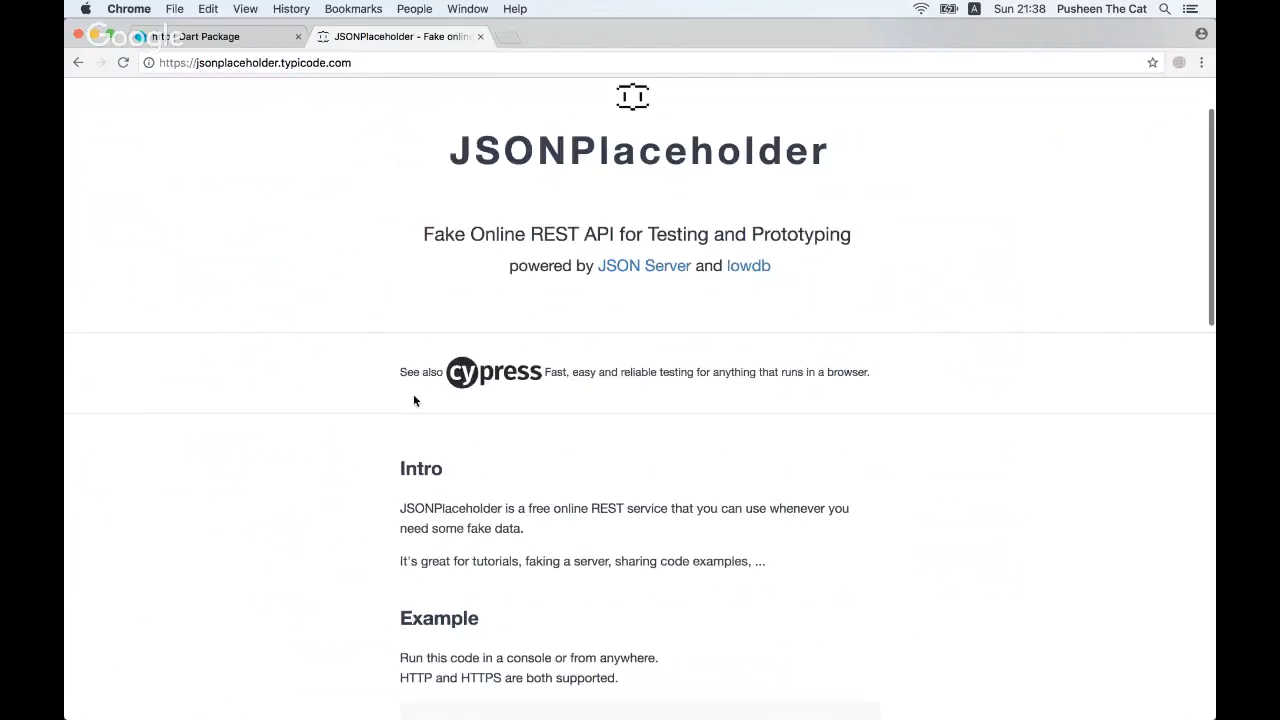 Chrome File Edit View History Bookmarks People Window Help A Sun 21:38 Pusheen The Cat
Google
Dart Package JSONPlaceholder - Fake online
https://jsonplaceholder.typicode.com
JSONPlaceholder
Fake Online REST API for Testing and Prototyping
powered by JSON Server and lowdb
See also cypress Fast, easy and reliable testing for anything that runs in a browser.
Intro
JSONPlaceholder is a free online REST service that you can use whenever you
need some fake data.
It's great for tutorials, faking a server, sharing code examples, ...
Example
Run this code in a console or from anywhere.
HTTP and HTTPS are both supported.